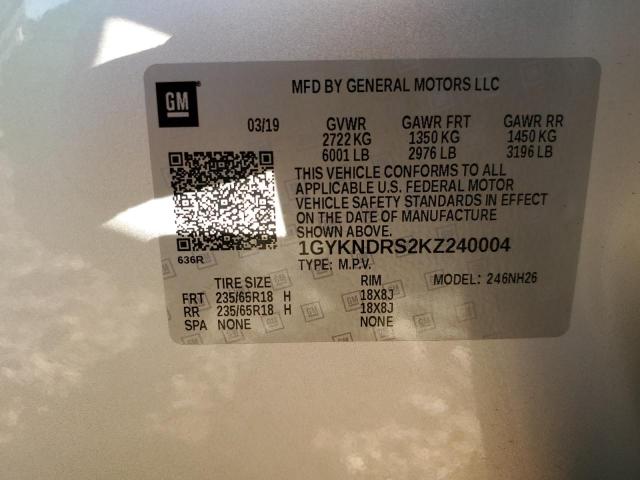 GM
MFD BY GENERAL MOTORS LLC
03/19 GVWR GAWR FRT GAWR RR
2722 KG 1350 KG 1450 KG
6001 LB 2976 LB 3196 LB
THIS VEHICLE CONFORMS TO ALL
APPLICABLE U.S. FEDERAL MOTOR
VEHICLE SAFETY STANDARDS IN EFFECT
ON THE DATE OF MANUFACTURE
SHOWN ABOVE.
636R
1GYKNDRS2KZ240004
TYPE: M.P.V. MODEL: 246NH26
TIRE SIZE RIM
FRT 235/65R18 H 18X8J
RR 235/65R18 H 18X8J
SPA NONE NONE